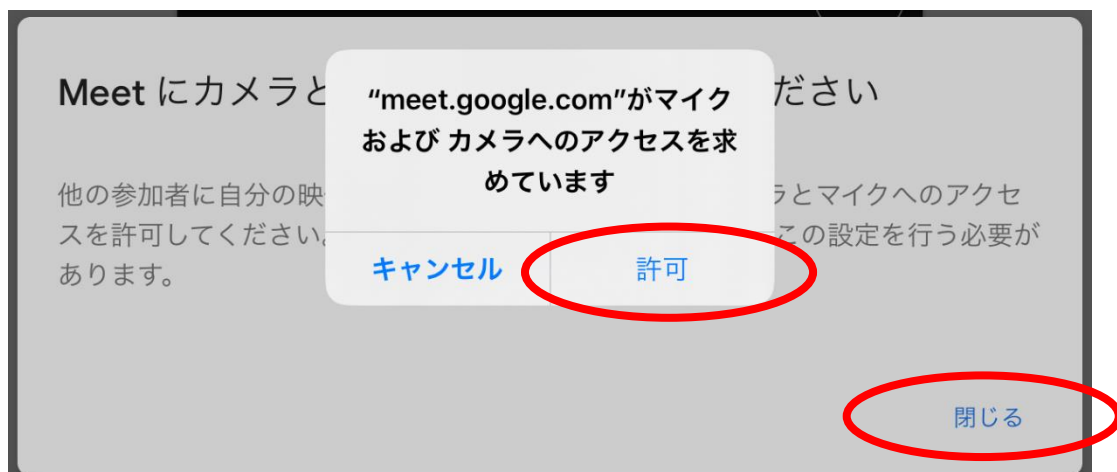 Meet にカメラと
ださい
"meet.google.com"がマイク
および カメラへのアクセスを求
めています
他の参加者に自分の映
ラとマイクへのアクセ
スを許可してください。
この設定を行う必要が
あります。
キャンセル
許可
閉じる